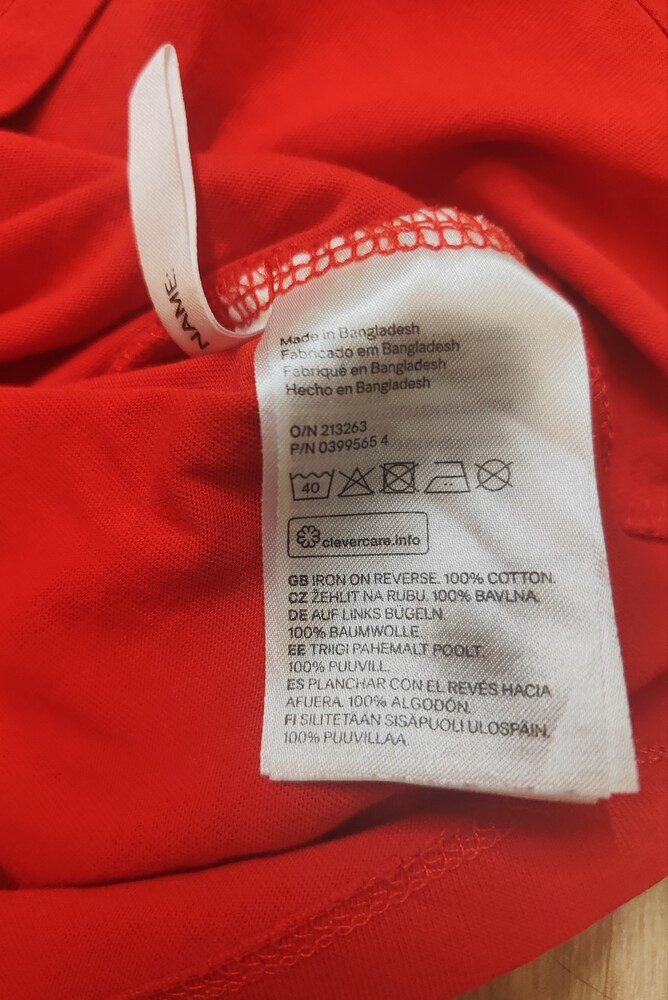 NAME:
Made in Bangladesh
Fabricado em Bangladesh
Fabriqué en Bangladesh
Hecho en Bangladesh
O/N 213263
P/N 0399565 4
40
clevercare.info
GB IRON ON REVERSE. 100% COTTON.
CZ ŽEHLIT NA RUBU. 100% BAVLNA.
DE AUF LINKS BÜGELN.
100% BAUMWOLLE.
EE TRIIGI PAHEMALT POOLT.
100% PUUVILL.
ES PLANCHAR CON EL REVÉS HACIA
AFUERA. 100% ALGODÓN.
FI SILITETÄÄN SISÄPUOLI ULOSPÄIN.
100% PUUVILLAA